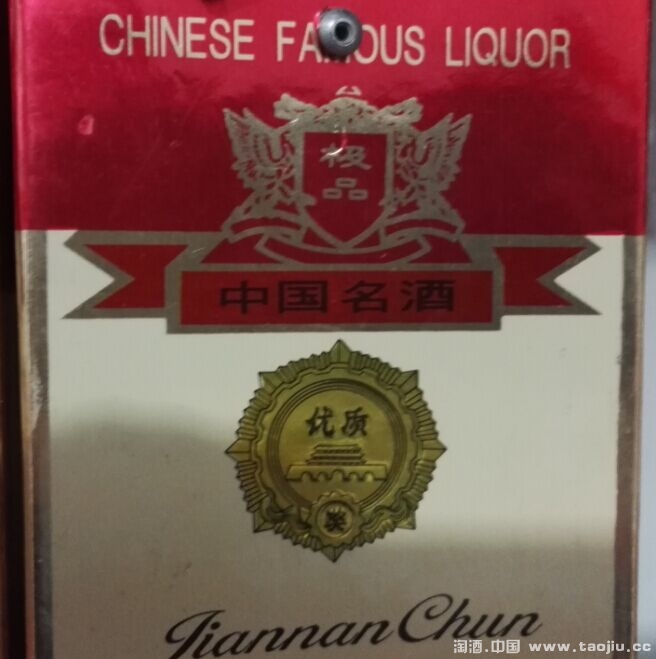 CHINESE FAMOUS LIQUOR
极
品
中国名酒
优质
奖
Jiannan Chun
淘酒.中国 www.taojiu.cc